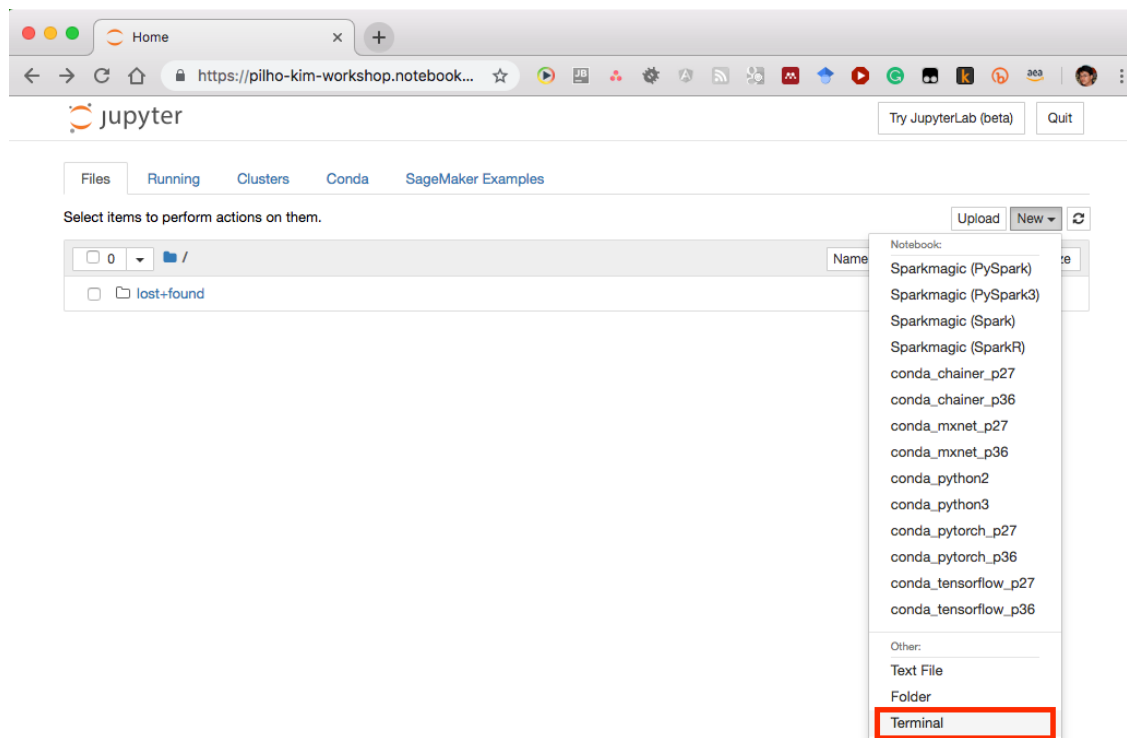 Home
https://pilho-kim-workshop.notebook...
jupyter
Try JupyterLab (beta) Quit
Files Running Clusters Conda SageMaker Examples
Select items to perform actions on them.
Upload New
0 /
Name
ze
lost+found
Notebook:
Sparkmagic (PySpark)
Sparkmagic (PySpark3)
Sparkmagic (Spark)
Sparkmagic (SparkR)
conda_chainer_p27
conda_chainer_p36
conda_mxnet_p27
conda_mxnet_p36
conda_python2
conda_python3
conda_pytorch_p27
conda_pytorch_p36
conda_tensorflow_p27
conda_tensorflow_p36
Other:
Text File
Folder
Terminal